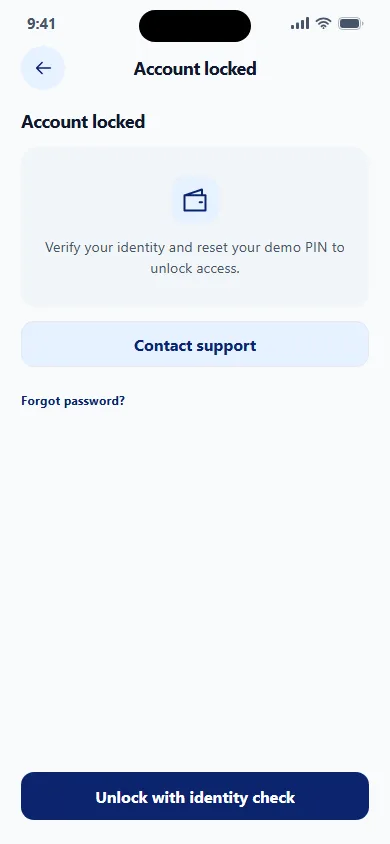 9:41
Account locked
Account locked
Verify your identity and reset your demo PIN to
unlock access.
Contact support
Forgot password?
Unlock with identity check